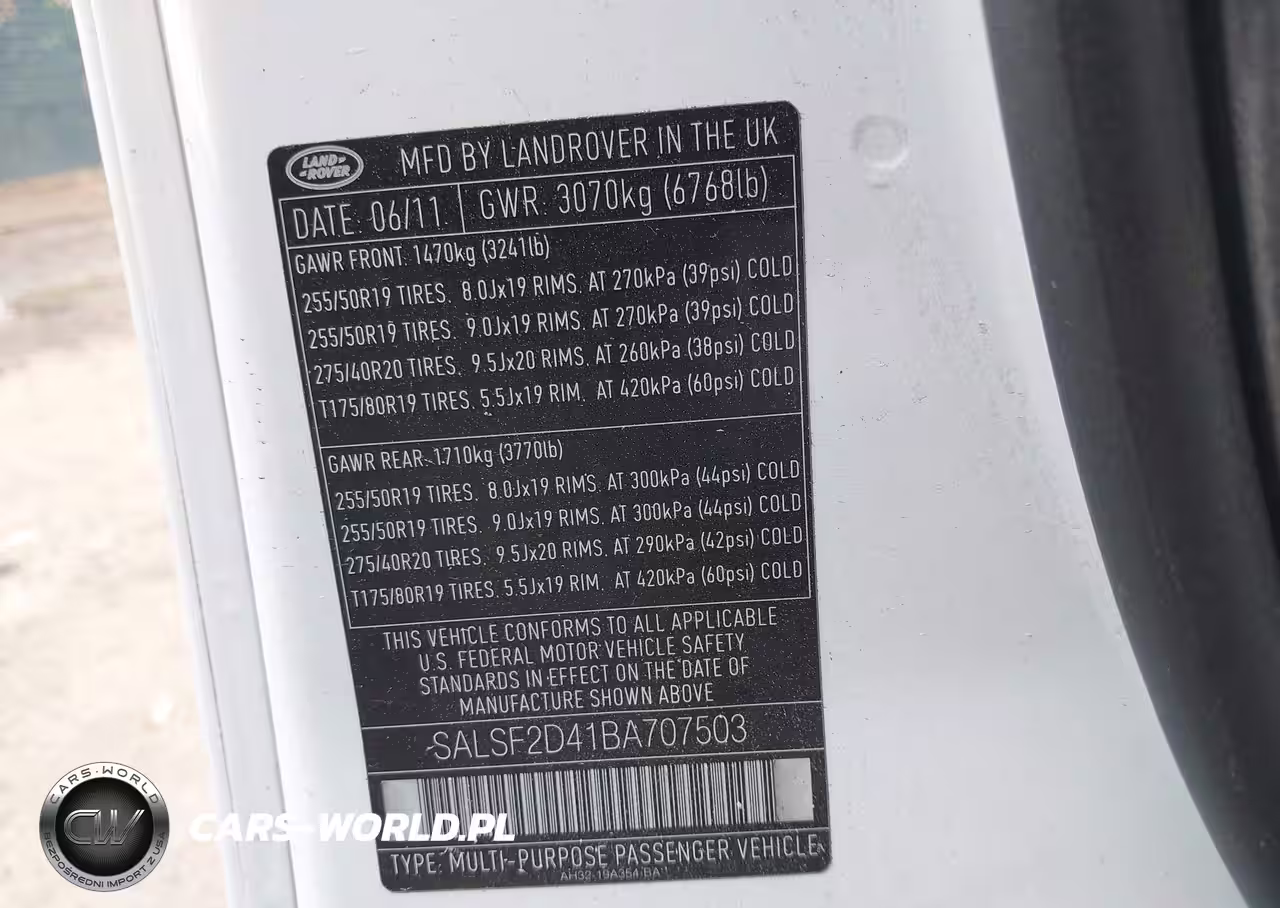 LAND ROVER
MFD BY LANDROVER IN THE UK
DATE: 06/11 GWR: 3070kg (6768lb)
GAWR FRONT: 1470kg (3241lb)
255/50R19 TIRES. 8.0Jx19 RIMS. AT 270kPa (39psi) COLD
255/50R19 TIRES. 9.0Jx19 RIMS. AT 270kPa (39psi) COLD
275/40R20 TIRES. 9.5Jx20 RIMS. AT 260kPa (38psi) COLD
T175/80R19 TIRES. 5.5Jx19 RIM. AT 420kPa (60psi) COLD
GAWR REAR: 1710kg (3770lb)
255/50R19 TIRES. 8.0Jx19 RIMS. AT 300kPa (44psi) COLD
255/50R19 TIRES. 9.0Jx19 RIMS. AT 300kPa (44psi) COLD
275/40R20 TIRES. 9.5Jx20 RIMS. AT 290kPa (42psi) COLD
T175/80R19 TIRES. 5.5Jx19 RIM. AT 420kPa (60psi) COLD
THIS VEHICLE CONFORMS TO ALL APPLICABLE
U.S. FEDERAL MOTOR VEHICLE SAFETY
STANDARDS IN EFFECT ON THE DATE OF
MANUFACTURE SHOWN ABOVE
SALSF2D41BA707503
TYPE: MULTI-PURPOSE PASSENGER VEHICLE
AH32-19A354-BA
CARS-WORLD
CW
BEZPOŚREDNI IMPORT Z USA
CARS-WORLD.PL